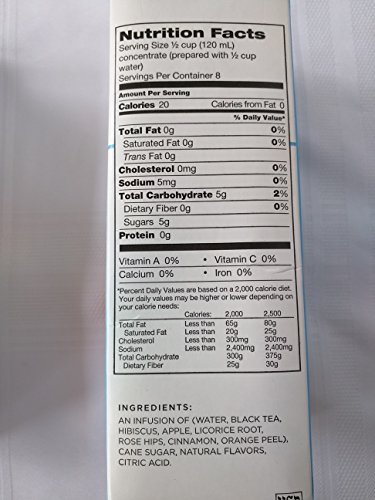 Nutrition Facts
Serving Size ½ cup (120 mL)
concentrate (prepared with ½ cup
water)
Servings Per Container 8
Amount Per Serving
Calories 20 Calories from Fat 0
% Daily Value*
Total Fat 0g 0%
Saturated Fat 0g 0%
Trans Fat 0g
Cholesterol 0mg 0%
Sodium 5mg 0%
Total Carbohydrate 5g 2%
Dietary Fiber 0g 0%
Sugars 5g
Protein 0g
Vitamin A 0% • Vitamin C 0%
Calcium 0% • Iron 0%
*Percent Daily Values are based on a 2,000 calorie diet.
Your daily values may be higher or lower depending on
your calorie needs:
Calories: 2,000 2,500
Total Fat Less than 65g 80g
Saturated Fat Less than 20g 25g
Cholesterol Less than 300mg 300mg
Sodium Less than 2,400mg 2,400mg
Total Carbohydrate 300g 375g
Dietary Fiber 25g 30g
INGREDIENTS:
AN INFUSION OF (WATER, BLACK TEA,
HIBISCUS, APPLE, LICORICE ROOT,
ROSE HIPS, CINNAMON, ORANGE PEEL),
CANE SUGAR, NATURAL FLAVORS,
CITRIC ACID.